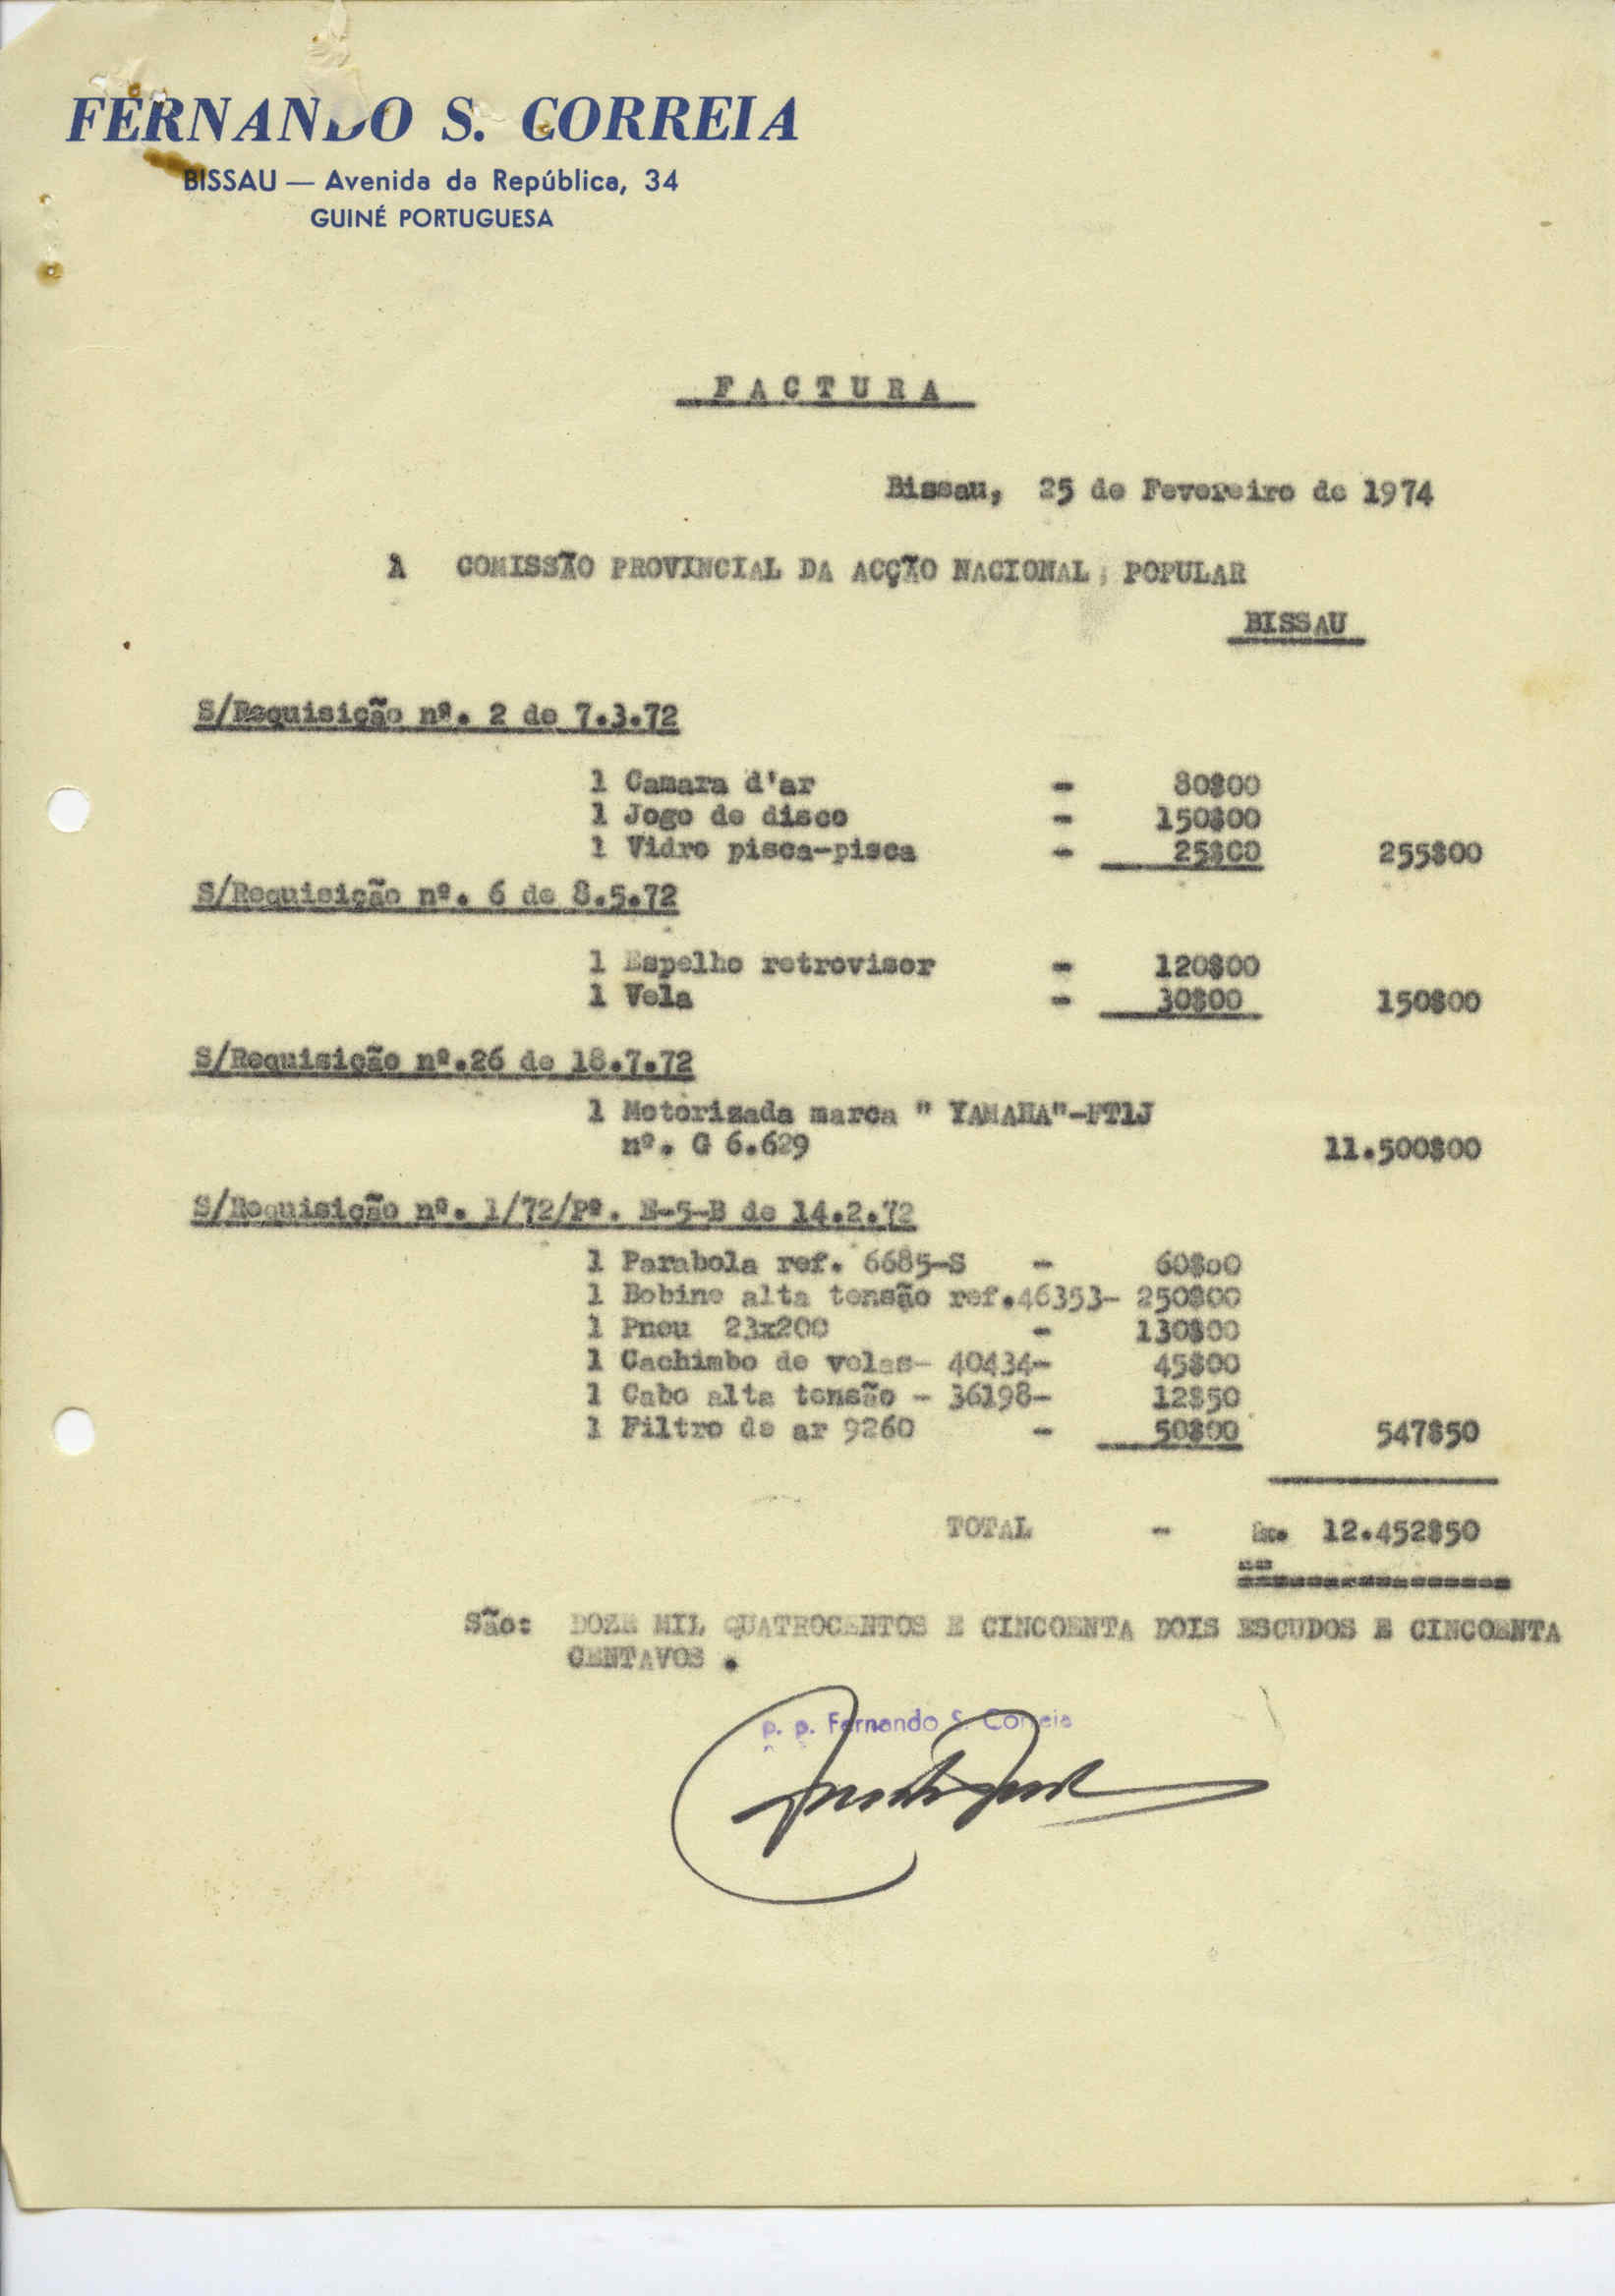 FERNANDO S. CORREIA
BISSAU — Avenida da República, 34
GUINÉ PORTUGUESA
F A C T U R A
Bissau, 25 de Fevereiro de 1974
À COMISSÃO PROVINCIAL DA ACÇÃO NACIONAL, POPULAR
BISSAU
S/Requisição nº. 2 de 7.3.72
1 Camara d'ar - 80$00
1 Jogo de disco - 150$00
1 Vidro pisca-pisca - 25$00 255$00
S/Requisição nº. 6 de 8.5.72
1 Espelho retrovisor - 120$00
1 Vela - 30$00 150$00
S/Requisição nº.26 de 18.7.72
1 Motorizada marca " YAMAHA"-FT1J
nº. G 6.629 11.500$00
S/Requisição nº. 1/72/Pº. E-5-B de 14.2.72
1 Parabola ref. 6685-S - 60$00
1 Bobine alta tensão ref.46353- 250$00
1 Pneu 23x200 - 130$00
1 Cachimbo de velas- 40434- 45$00
1 Cabo alta tensão - 36198- 12$50
1 Filtro de ar 9260 - 50$00 547$50
TOTAL - Esc. 12.452$50
São: DOZE MIL QUATROCENTOS E CINCOENTA DOIS ESCUDOS E CINCOENTA
CENTAVOS .
p. p. Fernando S. Correia